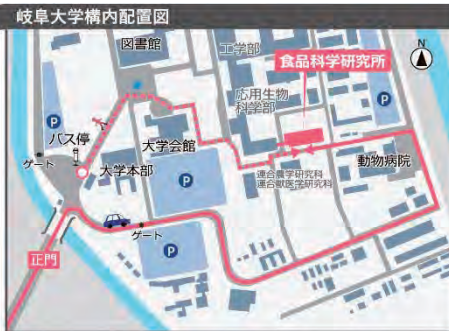 岐阜大学構内配置図
図書館
工学部
N
食品科学研究所
P
応用生物
科学部
P
バス停
大学会館
ゲート
大学本部
P
連合農学研究科
連合獣医学研究科
動物病院
ゲート
P
正門